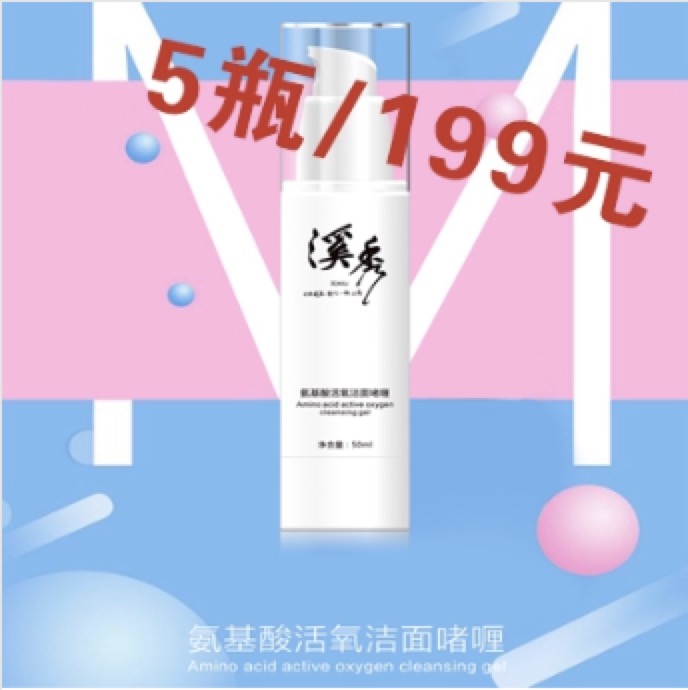 5瓶/199元
溪秀
XIXIU
氨基酸活氧洁面啫喱
Amino acid active oxygen
cleansing gel
净含量：50ml
氨基酸活氧洁面啫喱
Amino acid active oxygen cleansing gel